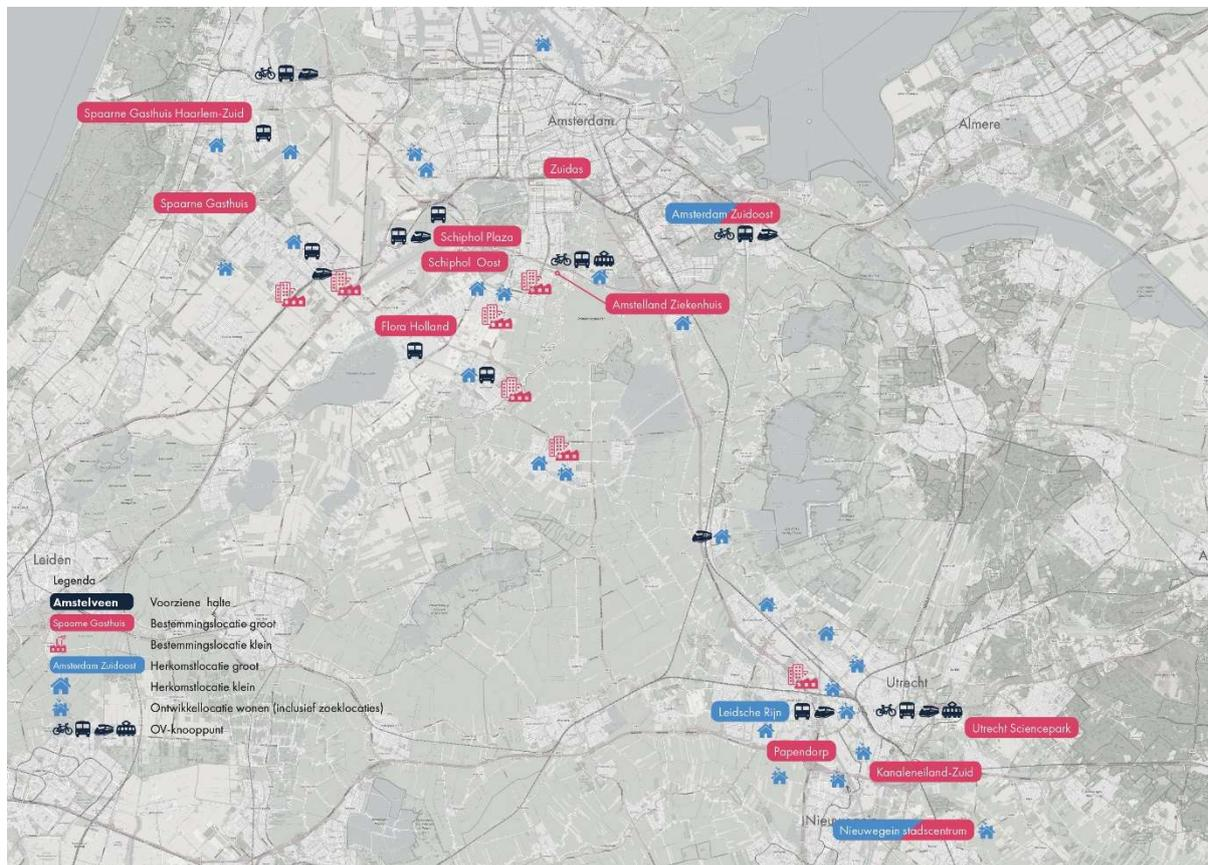 Spaarne Gasthuis Haarlem-Zuid
Amsterdam
Almere
Zuidas
Spaarne Gasthuis
Amsterdam Zuidoost
Schiphol Plaza
Schiphol Oost
Amstelland Ziekenhuis
Flora Holland
Leiden
Legenda
Amstelveen Voorziene halte
Spaarne Gasthuis Bestemmingslocatie groot
Bestemmingslocatie klein
Amsterdam Zuidoost Herkomstlocatie groot
Herkomstlocatie klein
Ontwikkellocatie wonen (inclusief zoeklocaties)
OV-knooppunt
Utrecht
Leidsche Rijn
Utrecht Sciencepark
Papendorp
Kanaleneiland-Zuid
Nieuwegein stadscentrum